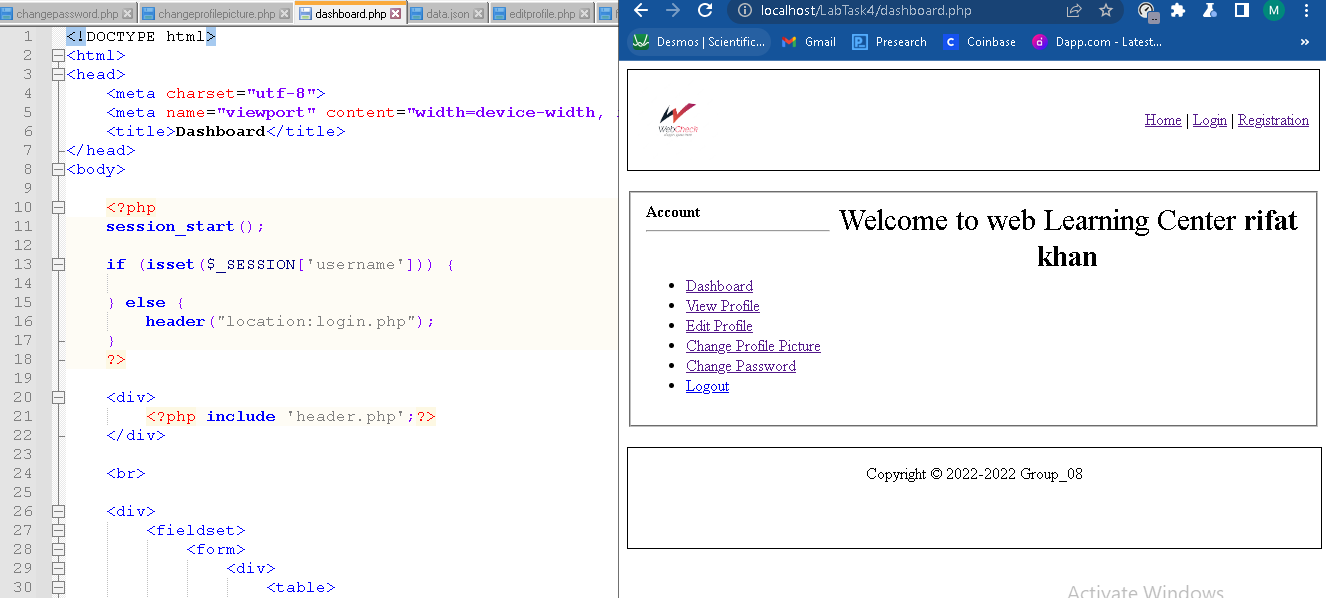 changepassword.php changeprofilepicture.php dashboard.php data.json editprofile.php
1 <!DOCTYPE html>
2 <html>
3 <head>
4 <meta charset="utf-8">
5 <meta name="viewport" content="width=device-width,
6 <title>Dashboard</title>
7 </head>
8 <body>
9
10 <?php
11 session_start();
12
13 if (isset($_SESSION['username'])) {
14
15 } else {
16 header("location:login.php");
17 }
18 ?>
19
20 <div>
21 <?php include 'header.php';?>
22 </div>
23
24 <br>
25
26 <div>
27 <fieldset>
28 <form>
29 <div>
30 <table>
localhost/LabTask4/dashboard.php M
Desmos | Scientific... Gmail Presearch Coinbase Dapp.com - Latest... »
WebCheck
Home | Login | Registration
Account
Welcome to web Learning Center rifat
khan
Dashboard
View Profile
Edit Profile
Change Profile Picture
Change Password
Logout
Copyright © 2022-2022 Group_08
Activate Windows